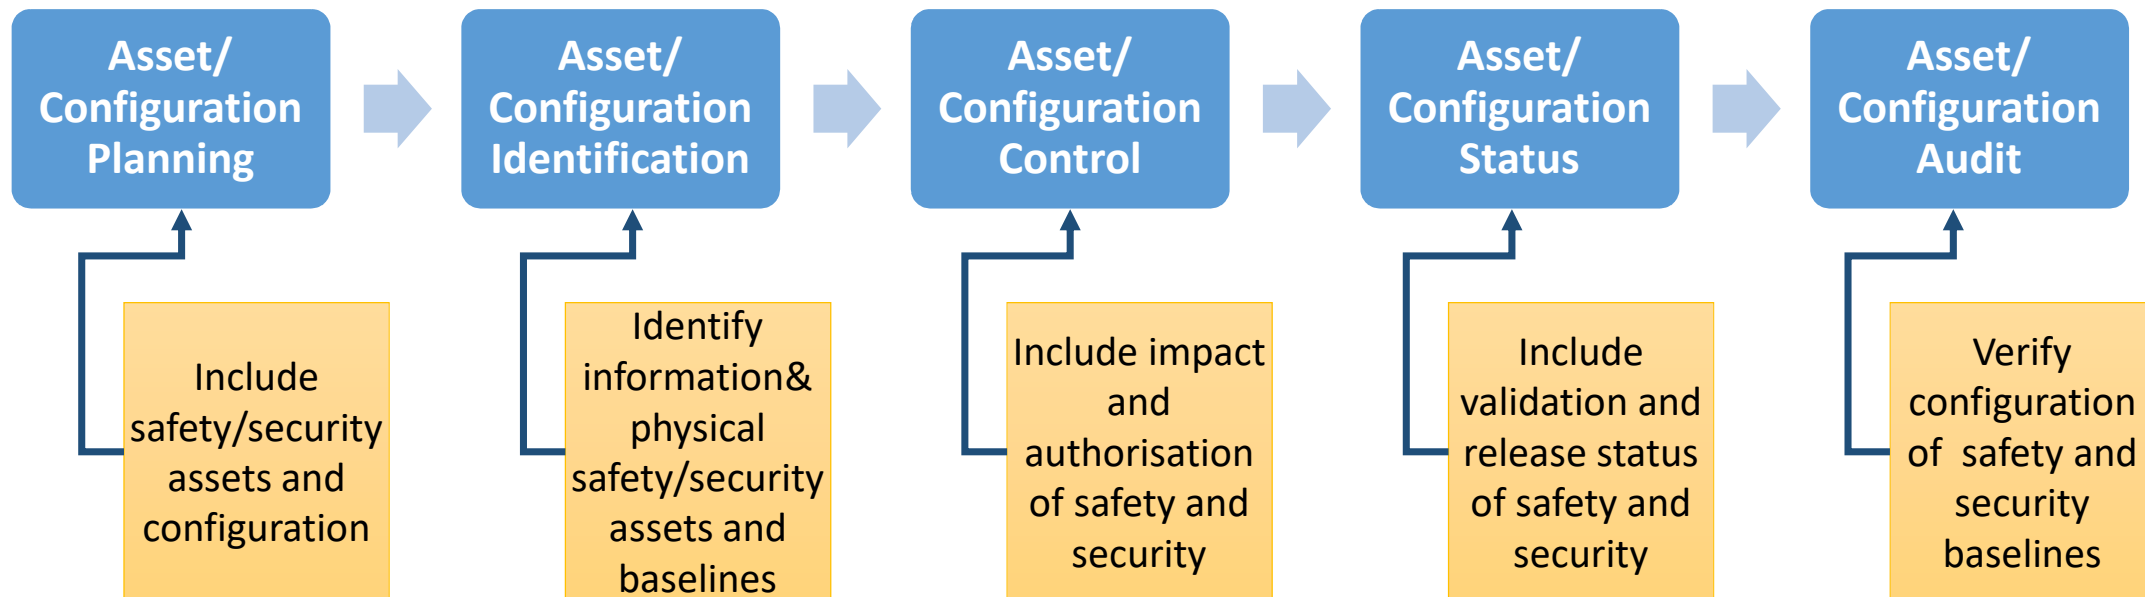 Asset/
Configuration
Planning
Asset/
Configuration
Identification
Asset/
Configuration
Control
Asset/
Configuration
Status
Asset/
Configuration
Audit
Include
safety/security
assets and
configuration
Identify
information&
physical
safety/security
assets and
baselines
Include impact
and
authorisation
of safety and
security
Include
validation and
release status
of safety and
security
Verify
configuration
of  safety and
security
baselines